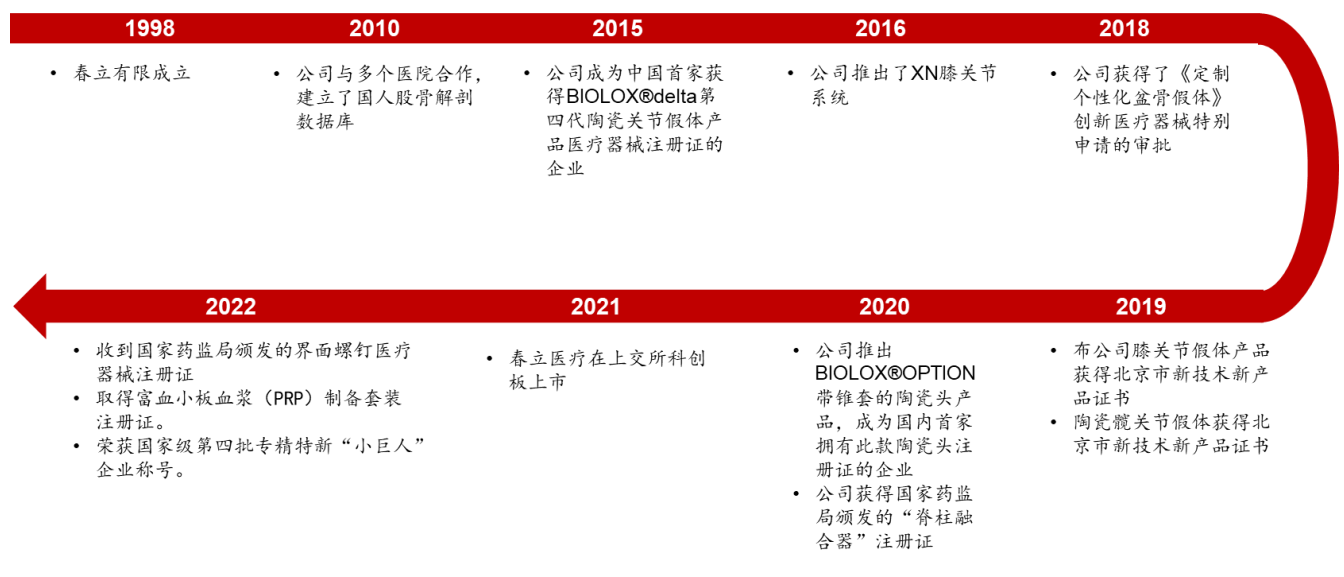 1998
2010
2015
2016
2018
• 春立有限成立
• 公司与多个医院合作，
建立了国人股骨解剖
数据库
• 公司成为中国首家获
得BIOLOX®delta第
四代陶瓷关节假体产
品医疗器械注册证的
企业
• 公司推出了XN膝关节
系统
• 公司获得了《定制
个性化盆骨假体》
创新医疗器械特别
申请的审批
2022
2021
2020
2019
• 收到国家药监局颁发的界面螺钉医疗
器械注册证
• 取得富血小板血浆（PRP）制备套装
注册证。
• 荣获国家级第四批专精特新“小巨人”
企业称号。
• 春立医疗在上交所科创
板上市
• 公司推出
BIOLOX®OPTION
带锥套的陶瓷头产
品，成为国内首家
拥有此款陶瓷头注
册证的企业
• 公司获得国家药监
局颁发的“脊柱融
合器”注册证
• 布公司膝关节假体产品
获得北京市新技术新产
品证书
• 陶瓷髋关节假体获得北
京市新技术新产品证书